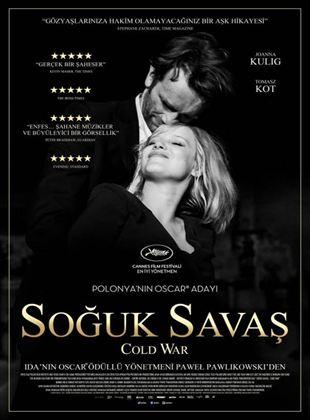 "GÖZYAŞLARINIZA HAKİM OLAMAYACAĞINIZ BİR AŞK HİKAYESİ"
STEPHANIE ZACHAREK, TIME MAGAZINE
"GERÇEK BİR ŞAHESER"
KEVIN MAHER, THE TIMES
THE IRISH TIMES
"ENFES... ŞAHANE MÜZİKLER
VE BÜYÜLEYİCİ BİR GÖRSELLİK"
PETER BRADSHAW, GUARDIAN
EVENING STANDARD
JOANNA
KULIG
TOMASZ
KOT
CANNES FILM FESTİVALİ
EN İYİ YÖNETMEN
POLONYA'NIN OSCAR® ADAYI
SOĞUK SAVAŞ
COLD WAR
IDA'NIN OSCAR® ÖDÜLLÜ YÖNETMENİ PAWEL PAWLIKOWSKI'DEN